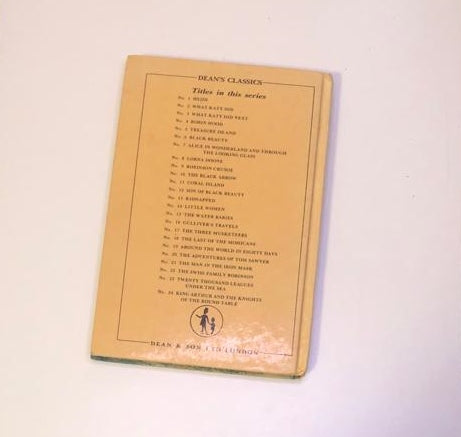 DEAN'S CLASSICS
Titles in this series
No. 1 HEIDI
No. 2 WHAT KATY DID
No. 3 WHAT KATY DID NEXT
No. 4 ROBIN HOOD
No. 5 TREASURE ISLAND
No. 6 BLACK BEAUTY
No. 7 ALICE IN WONDERLAND AND THROUGH
THE LOOKING GLASS
No. 8 LORNA DOONE
No. 9 ROBINSON CRUSOE
No. 10 THE BLACK ARROW
No. 11 CORAL ISLAND
No. 12 SON OF BLACK BEAUTY
No. 13 KIDNAPPED
No. 14 LITTLE WOMEN
No. 15 THE WATER BABIES
No. 16 GULLIVER'S TRAVELS
No. 17 THE THREE MUSKETEERS
No. 18 THE LAST OF THE MOHICANS
No. 19 AROUND THE WORLD IN EIGHTY DAYS
No. 20 THE ADVENTURES OF TOM SAWYER
No. 21 THE MAN IN THE IRON MASK
No. 22 THE SWISS FAMILY ROBINSON
No. 23 TWENTY THOUSAND LEAGUES
UNDER THE SEA
No. 24 KING ARTHUR AND THE KNIGHTS
OF THE ROUND TABLE
DEAN & SON LTD LONDON